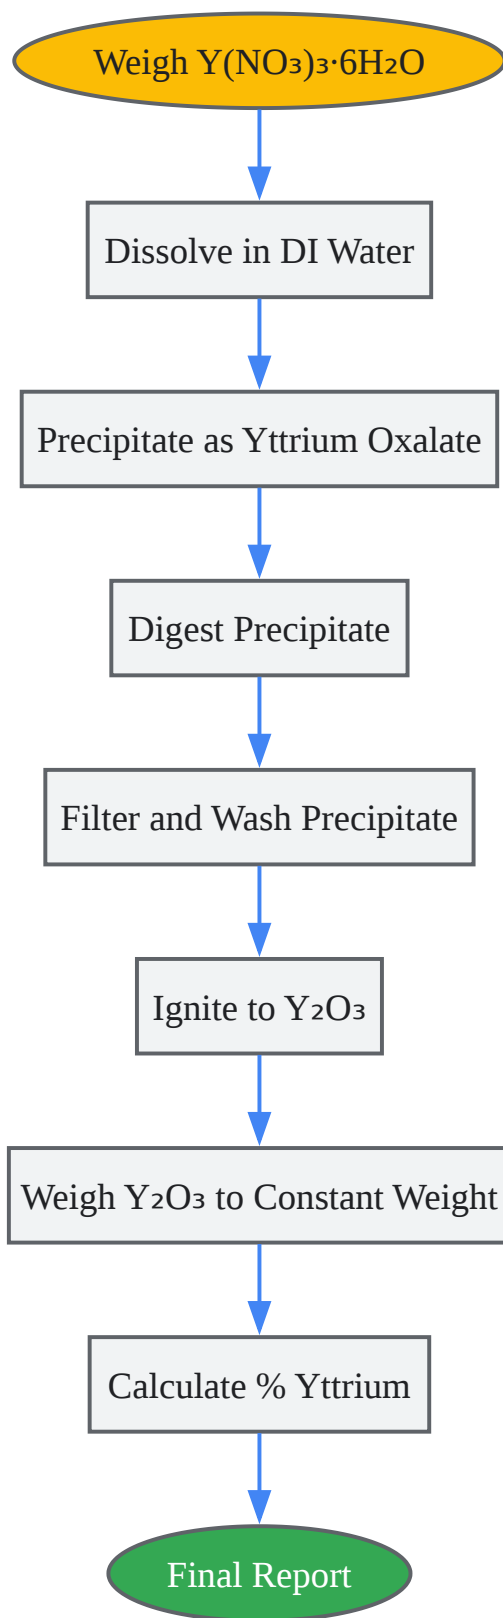 Weigh Y(NO₃)₃·6H₂O
Dissolve in DI Water
Precipitate as Yttrium Oxalate
Digest Precipitate
Filter and Wash Precipitate
Ignite to Y₂O₃
Weigh Y₂O₃ to Constant Weight
Calculate % Yttrium
Final Report